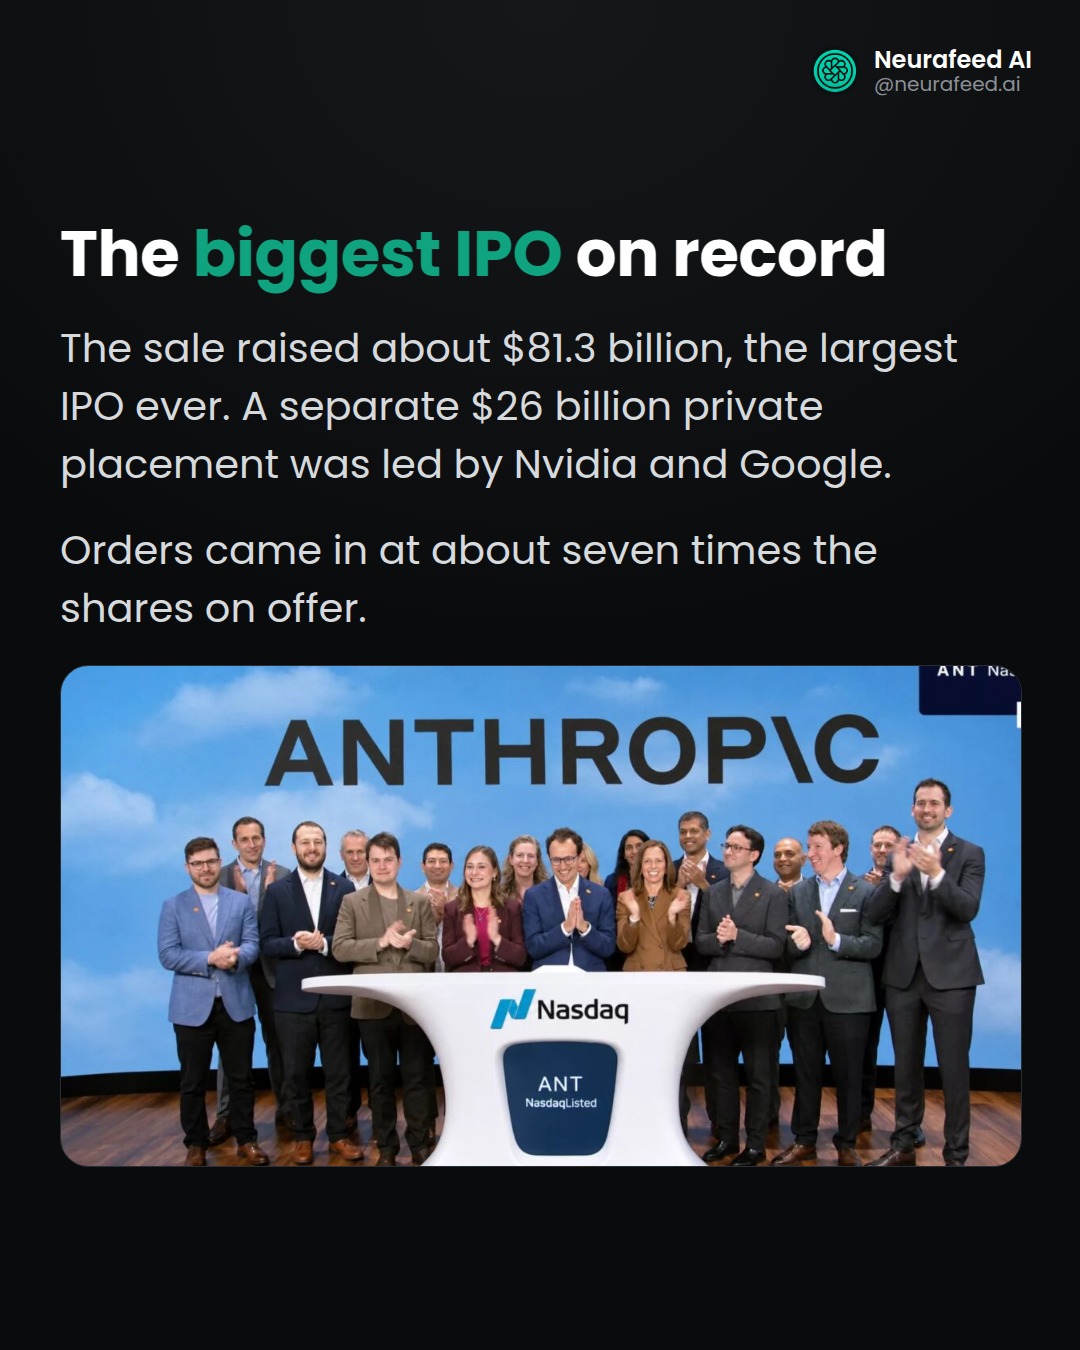 Neurafeed AI
@neurafeed.ai
The biggest IPO on record
The sale raised about $81.3 billion, the largest
IPO ever. A separate $26 billion private
placement was led by Nvidia and Google.
Orders came in at about seven times the
shares on offer.
ANT
ANTHROP\C
Nasdaq
ANT
NasdaqListed